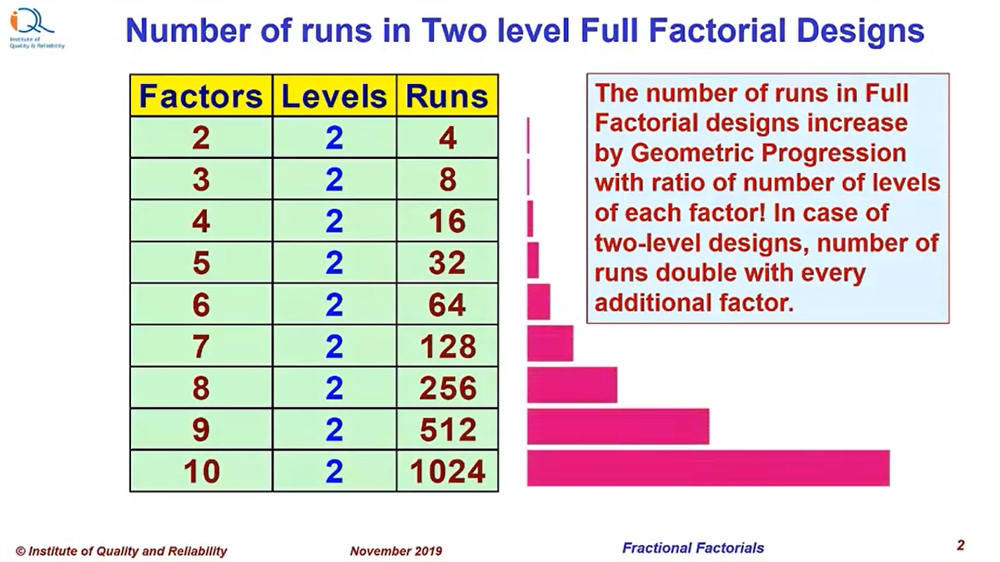 iQR
Institute of
Quality & Reliability
Number of runs in Two level Full Factorial Designs
Factors Levels Runs
2 2 4
3 2 8
4 2 16
5 2 32
6 2 64
7 2 128
8 2 256
9 2 512
10 2 1024
The number of runs in Full
Factorial designs increase
by Geometric Progression
with ratio of number of levels
of each factor! In case of
two-level designs, number of
runs double with every
additional factor.
© Institute of Quality and Reliability
November 2019
Fractional Factorials
2